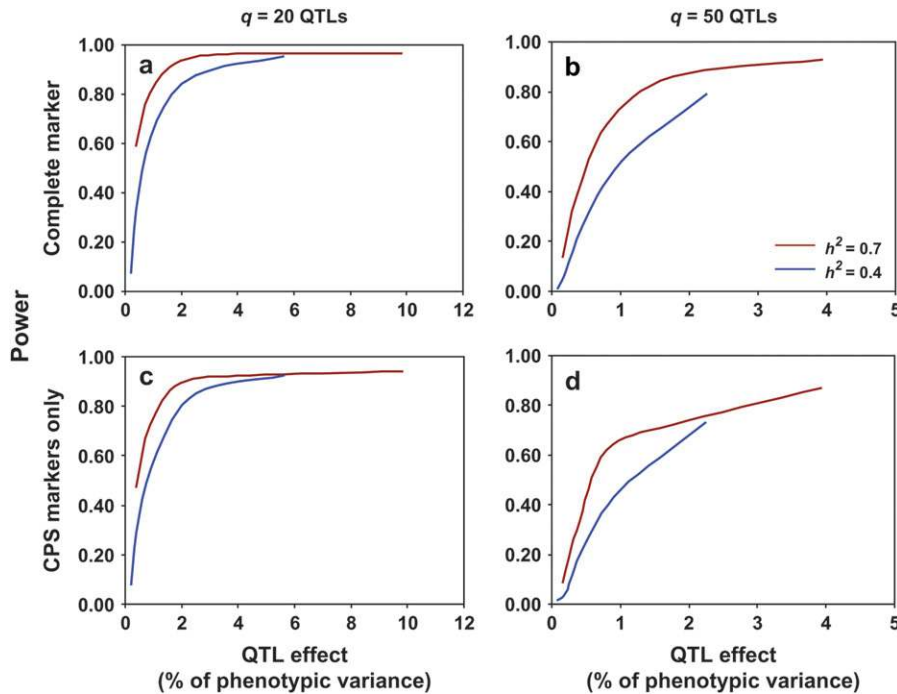 q = 20 QTLs
q = 50 QTLs
Power
Complete marker
1.00
0.80
0.60
0.40
0.20
0.00
a
0 2 4 6 8 10 12
1.00
0.80
0.60
0.40
0.20
0.00
b
h² = 0.7
h² = 0.4
0 1 2 3 4 5
CPS markers only
1.00
0.80
0.60
0.40
0.20
0.00
c
0 2 4 6 8 10 12
1.00
0.80
0.60
0.40
0.20
0.00
d
0 1 2 3 4 5
QTL effect
(% of phenotypic variance)
QTL effect
(% of phenotypic variance)